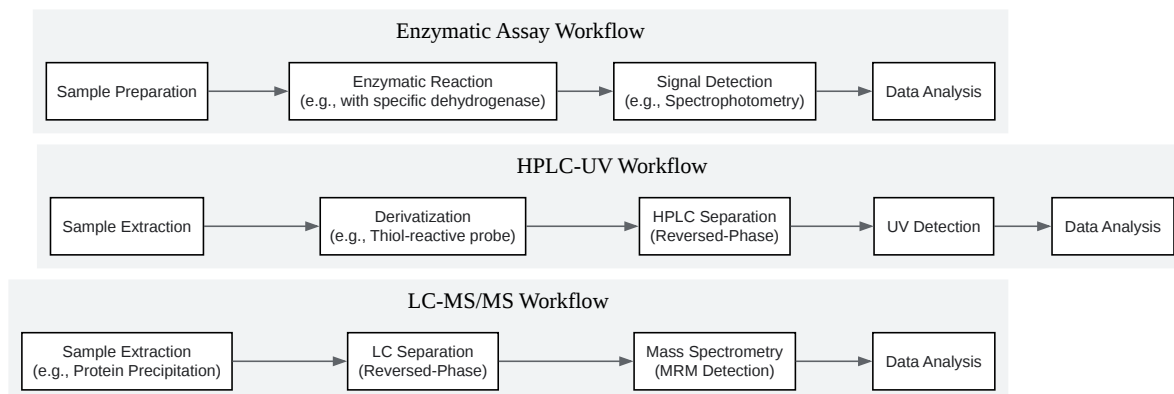 Enzymatic Assay Workflow
Sample Preparation
Enzymatic Reaction
(e.g., with specific dehydrogenase)
Signal Detection
(e.g., Spectrophotometry)
Data Analysis
HPLC-UV Workflow
Sample Extraction
Derivatization
(e.g., Thiol-reactive probe)
HPLC Separation
(Reversed-Phase)
UV Detection
Data Analysis
LC-MS/MS Workflow
Sample Extraction
(e.g., Protein Precipitation)
LC Separation
(Reversed-Phase)
Mass Spectrometry
(MRM Detection)
Data Analysis